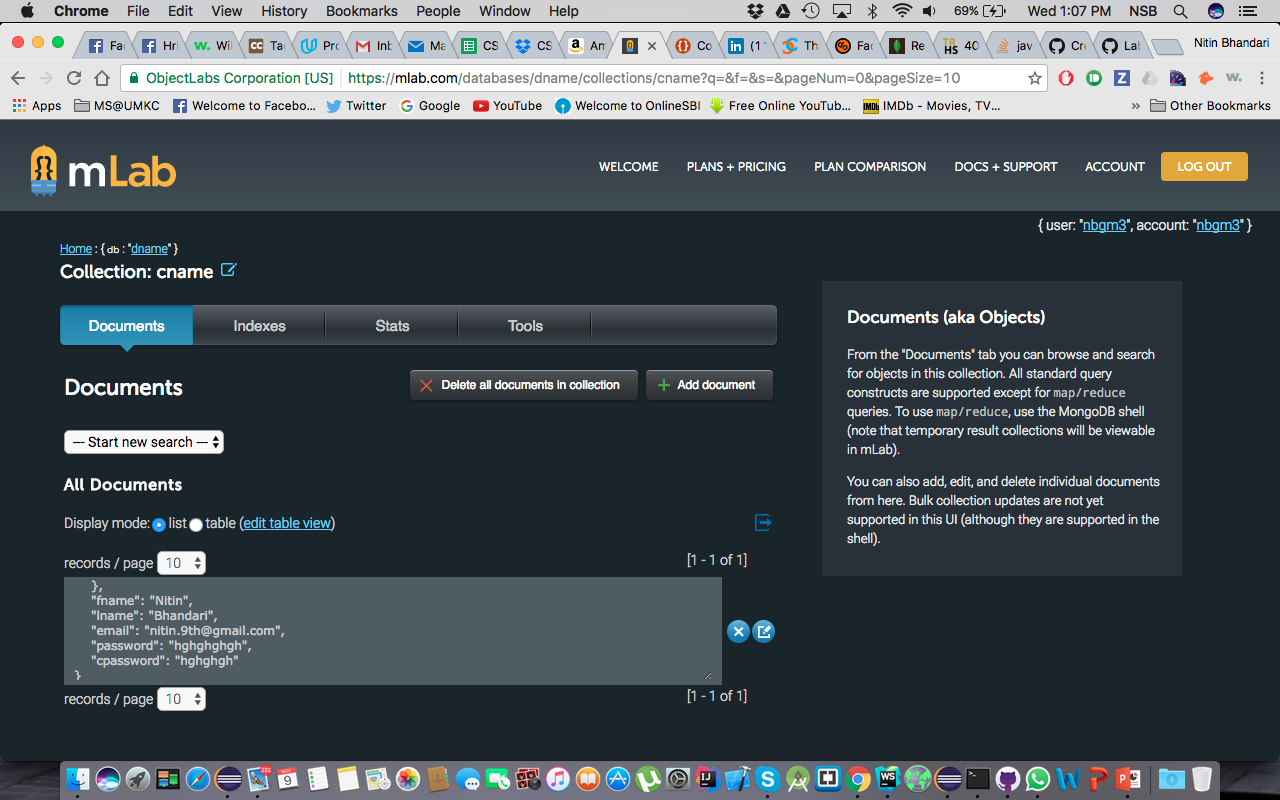 Chrome File Edit View History Bookmarks People Window Help 69% Wed 1:07 PM NSB
Fa Hr w. Wi CC Ta Pr Inb Ma CS CS Am × Co (1 Th Fa Re TR HS 40 jav Cr La Nitin Bhandari
ObjectLabs Corporation [US] https://mlab.com/databases/dname/collections/cname?q=&f=&s=&pageNum=0&pageSize=10 Z w.
Apps MS@UMKC Welcome to Facebo... Twitter Google YouTube Welcome to OnlineSBI Free Online YouTub... IMDb IMDb - Movies, TV... » Other Bookmarks
{;} mLab
WELCOME PLANS + PRICING PLAN COMPARISON DOCS + SUPPORT ACCOUNT LOG OUT
{ user: "nbgm3", account: "nbgm3" }
Home : { db : "dname" }
Collection: cname
Documents Indexes Stats Tools
Documents
Delete all documents in collection
+ Add document
-- Start new search --
All Documents
Display mode: list table (edit table view)
records / page 10 [1 - 1 of 1]
},
"fname": "Nitin",
"lname": "Bhandari",
"email": "nitin.9th@gmail.com",
"password": "hghghghgh",
"cpassword": "hghghgh"
}
records / page 10 [1 - 1 of 1]
Documents (aka Objects)
From the "Documents" tab you can browse and search
for objects in this collection. All standard query
constructs are supported except for map/reduce
queries. To use map/reduce, use the MongoDB shell
(note that temporary result collections will be viewable
in mLab).
You can also add, edit, and delete individual documents
from here. Bulk collection updates are not yet
supported in this UI (although they are supported in the
shell).